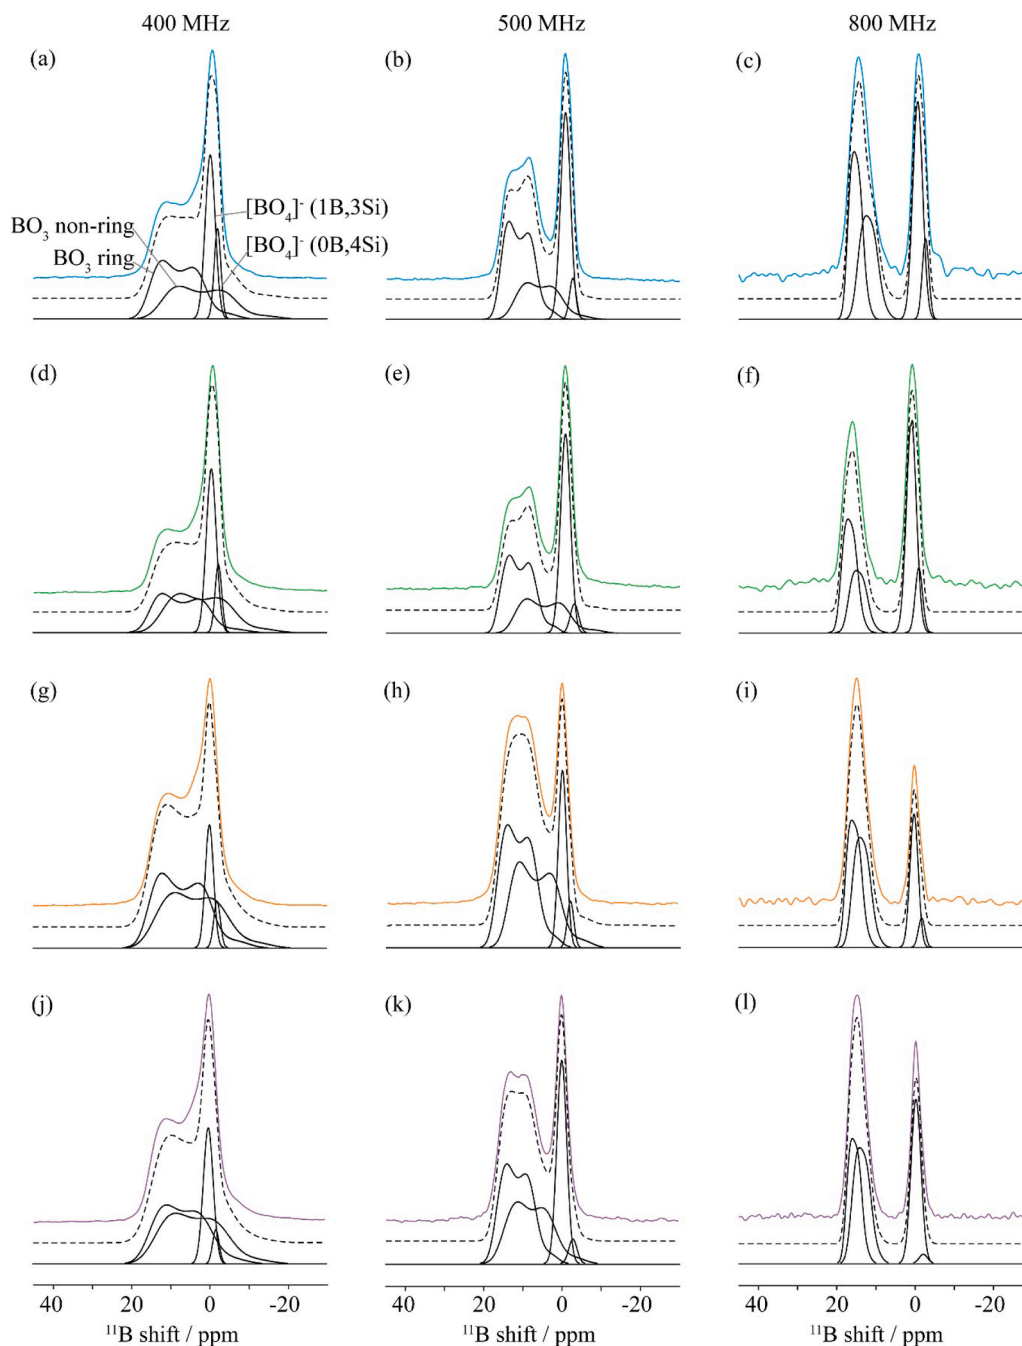 400 MHz 500 MHz 800 MHz
(a) (b) (c)
[BO₄]⁻ (1B,3Si)
BO₃ non-ring
[BO₄]⁻ (0B,4Si)
BO₃ ring
(d) (e) (f)
(g) (h) (i)
(j) (k) (l)
40 20 0 -20 40 20 0 -20 40 20 0 -20
¹¹B shift / ppm ¹¹B shift / ppm ¹¹B shift / ppm